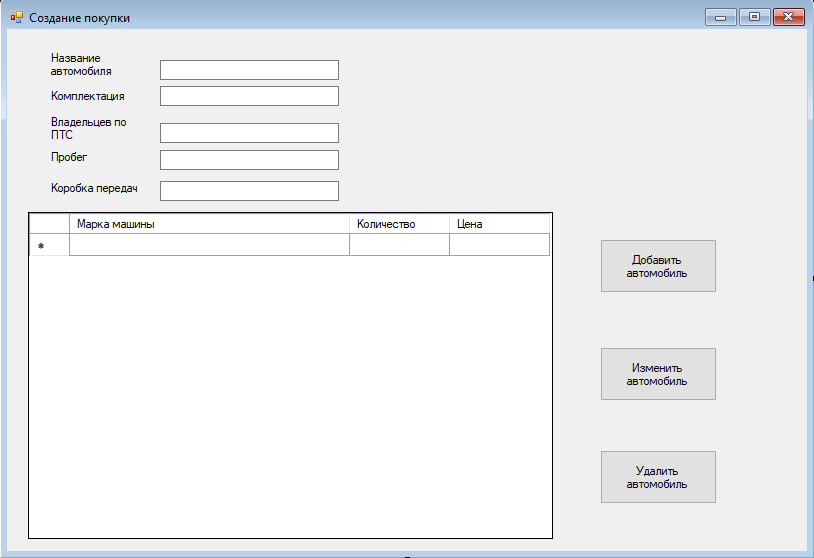 Создание покупки
Название
автомобиля
Комплектация
Владельцев по
ПТС
Пробег
Коробка передач
Марка машины Количество Цена
Добавить
автомобиль
Изменить
автомобиль
Удалить
автомобиль